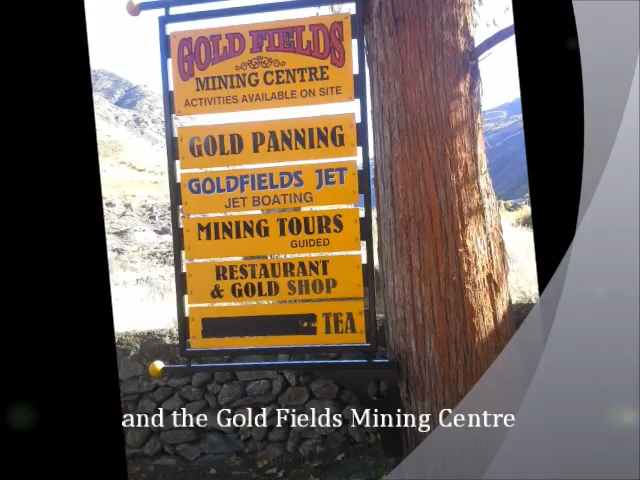 GOLD FIELDS
MINING CENTRE
ACTIVITIES AVAILABLE ON SITE
GOLD PANNING
GOLDFIELDS JET
JET BOATING
MINING TOURS
GUIDED
RESTAURANT
& GOLD SHOP
TEA
and the Gold Fields Mining Centre